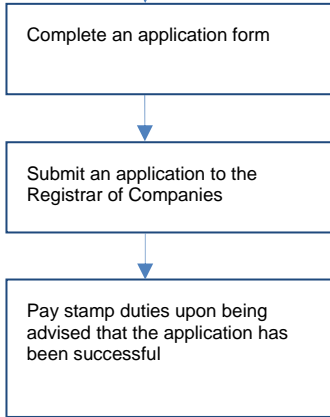 Complete an application form
Submit an application to the
Registrar of Companies
Pay stamp duties upon being
advised that the application has
been successful